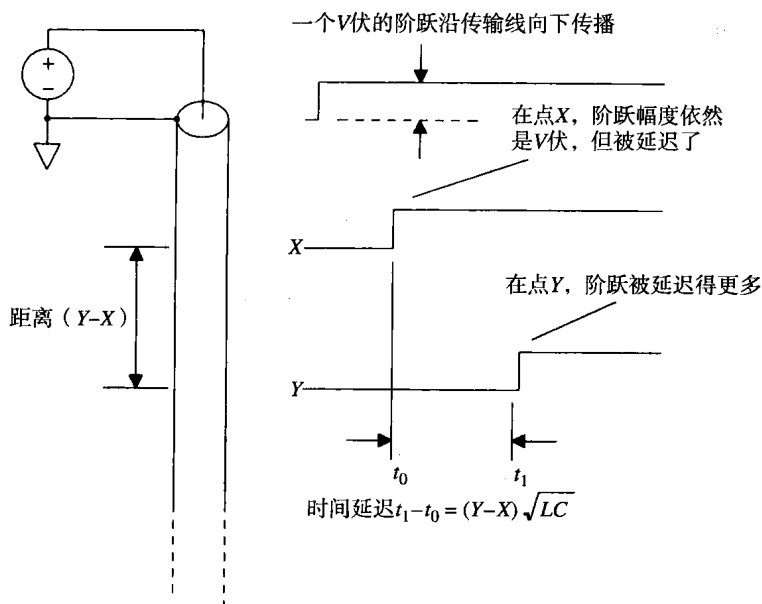 一个V伏的阶跃沿传输线向下传播
+
−
在点X，阶跃幅度依然
是V伏，但被延迟了
X
在点Y，阶跃被延迟得更多
距离（Y−X）
Y
t₀
t₁
时间延迟t₁−t₀ = (Y−X)√LC